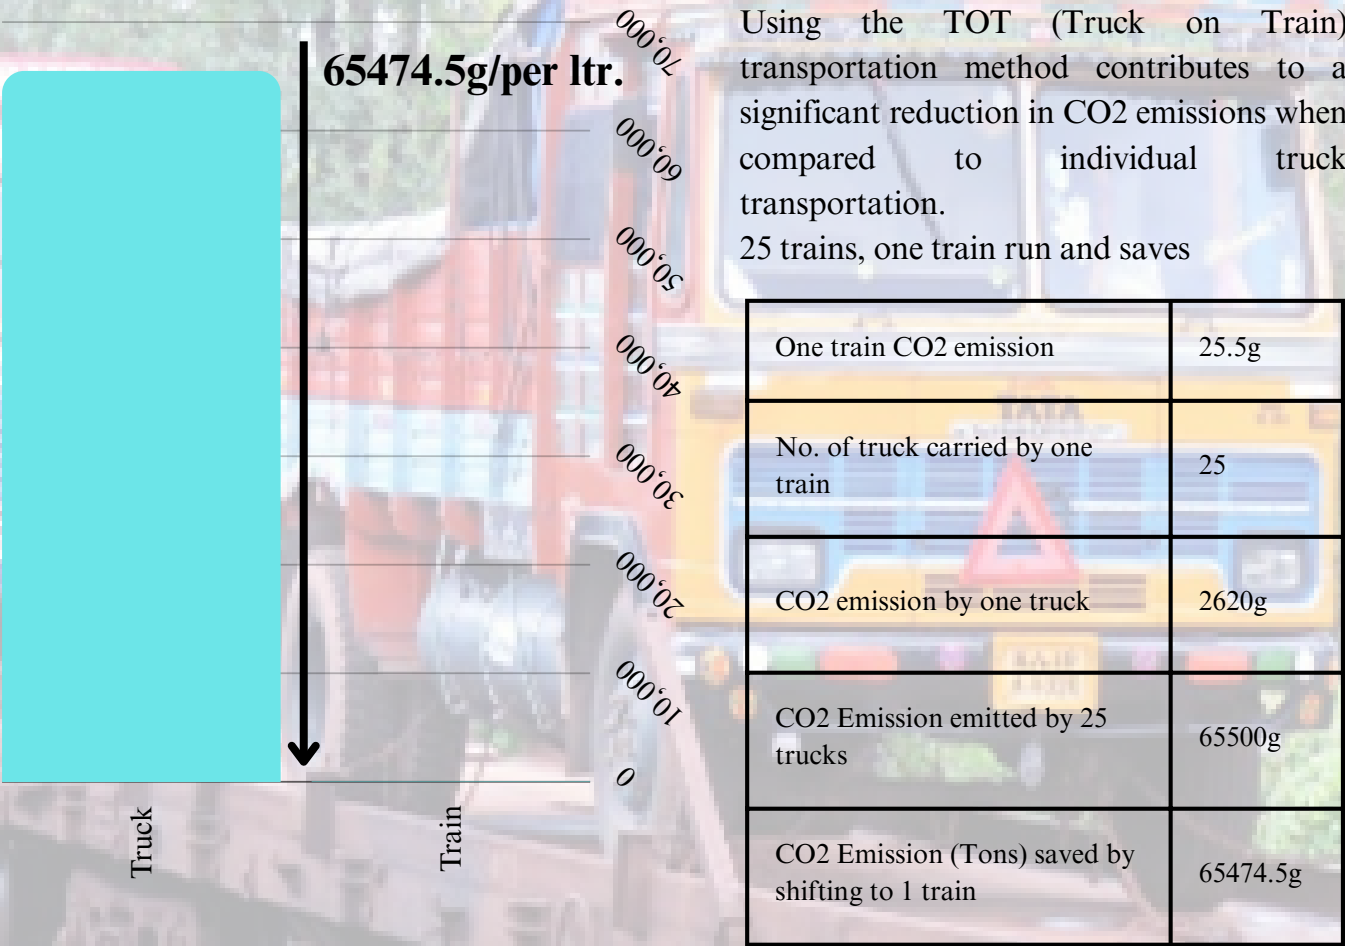 65474.5g/per ltr.
70,000
60,000
50,000
40,000
30,000
20,000
10,000
0
Truck
Train
Using the TOT (Truck on Train)
transportation method contributes to a
significant reduction in CO2 emissions when
compared to individual truck
transportation.
25 trains, one train run and saves
One train CO2 emission
25.5g
No. of truck carried by one
train
25
CO2 emission by one truck
2620g
CO2 Emission emitted by 25
trucks
65500g
CO2 Emission (Tons) saved by
shifting to 1 train
65474.5g
TATA